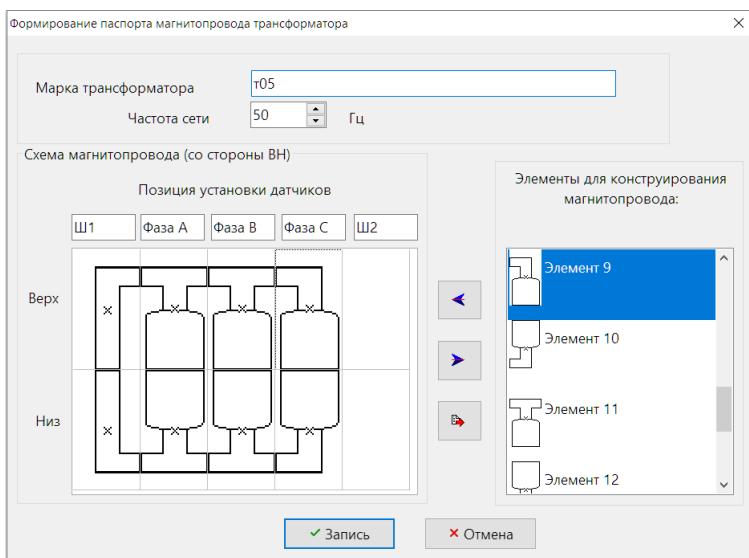 Формирование паспорта магнитопровода трансформатора
Марка трансформатора
т05
Частота сети
50
Гц
Схема магнитопровода (со стороны ВН)
Позиция установки датчиков
Ш1
Фаза А
Фаза В
Фаза С
Ш2
Верх
Низ
Элементы для конструирования
магнитопровода:
Элемент 9
Элемент 10
Элемент 11
Элемент 12
Запись
Отмена